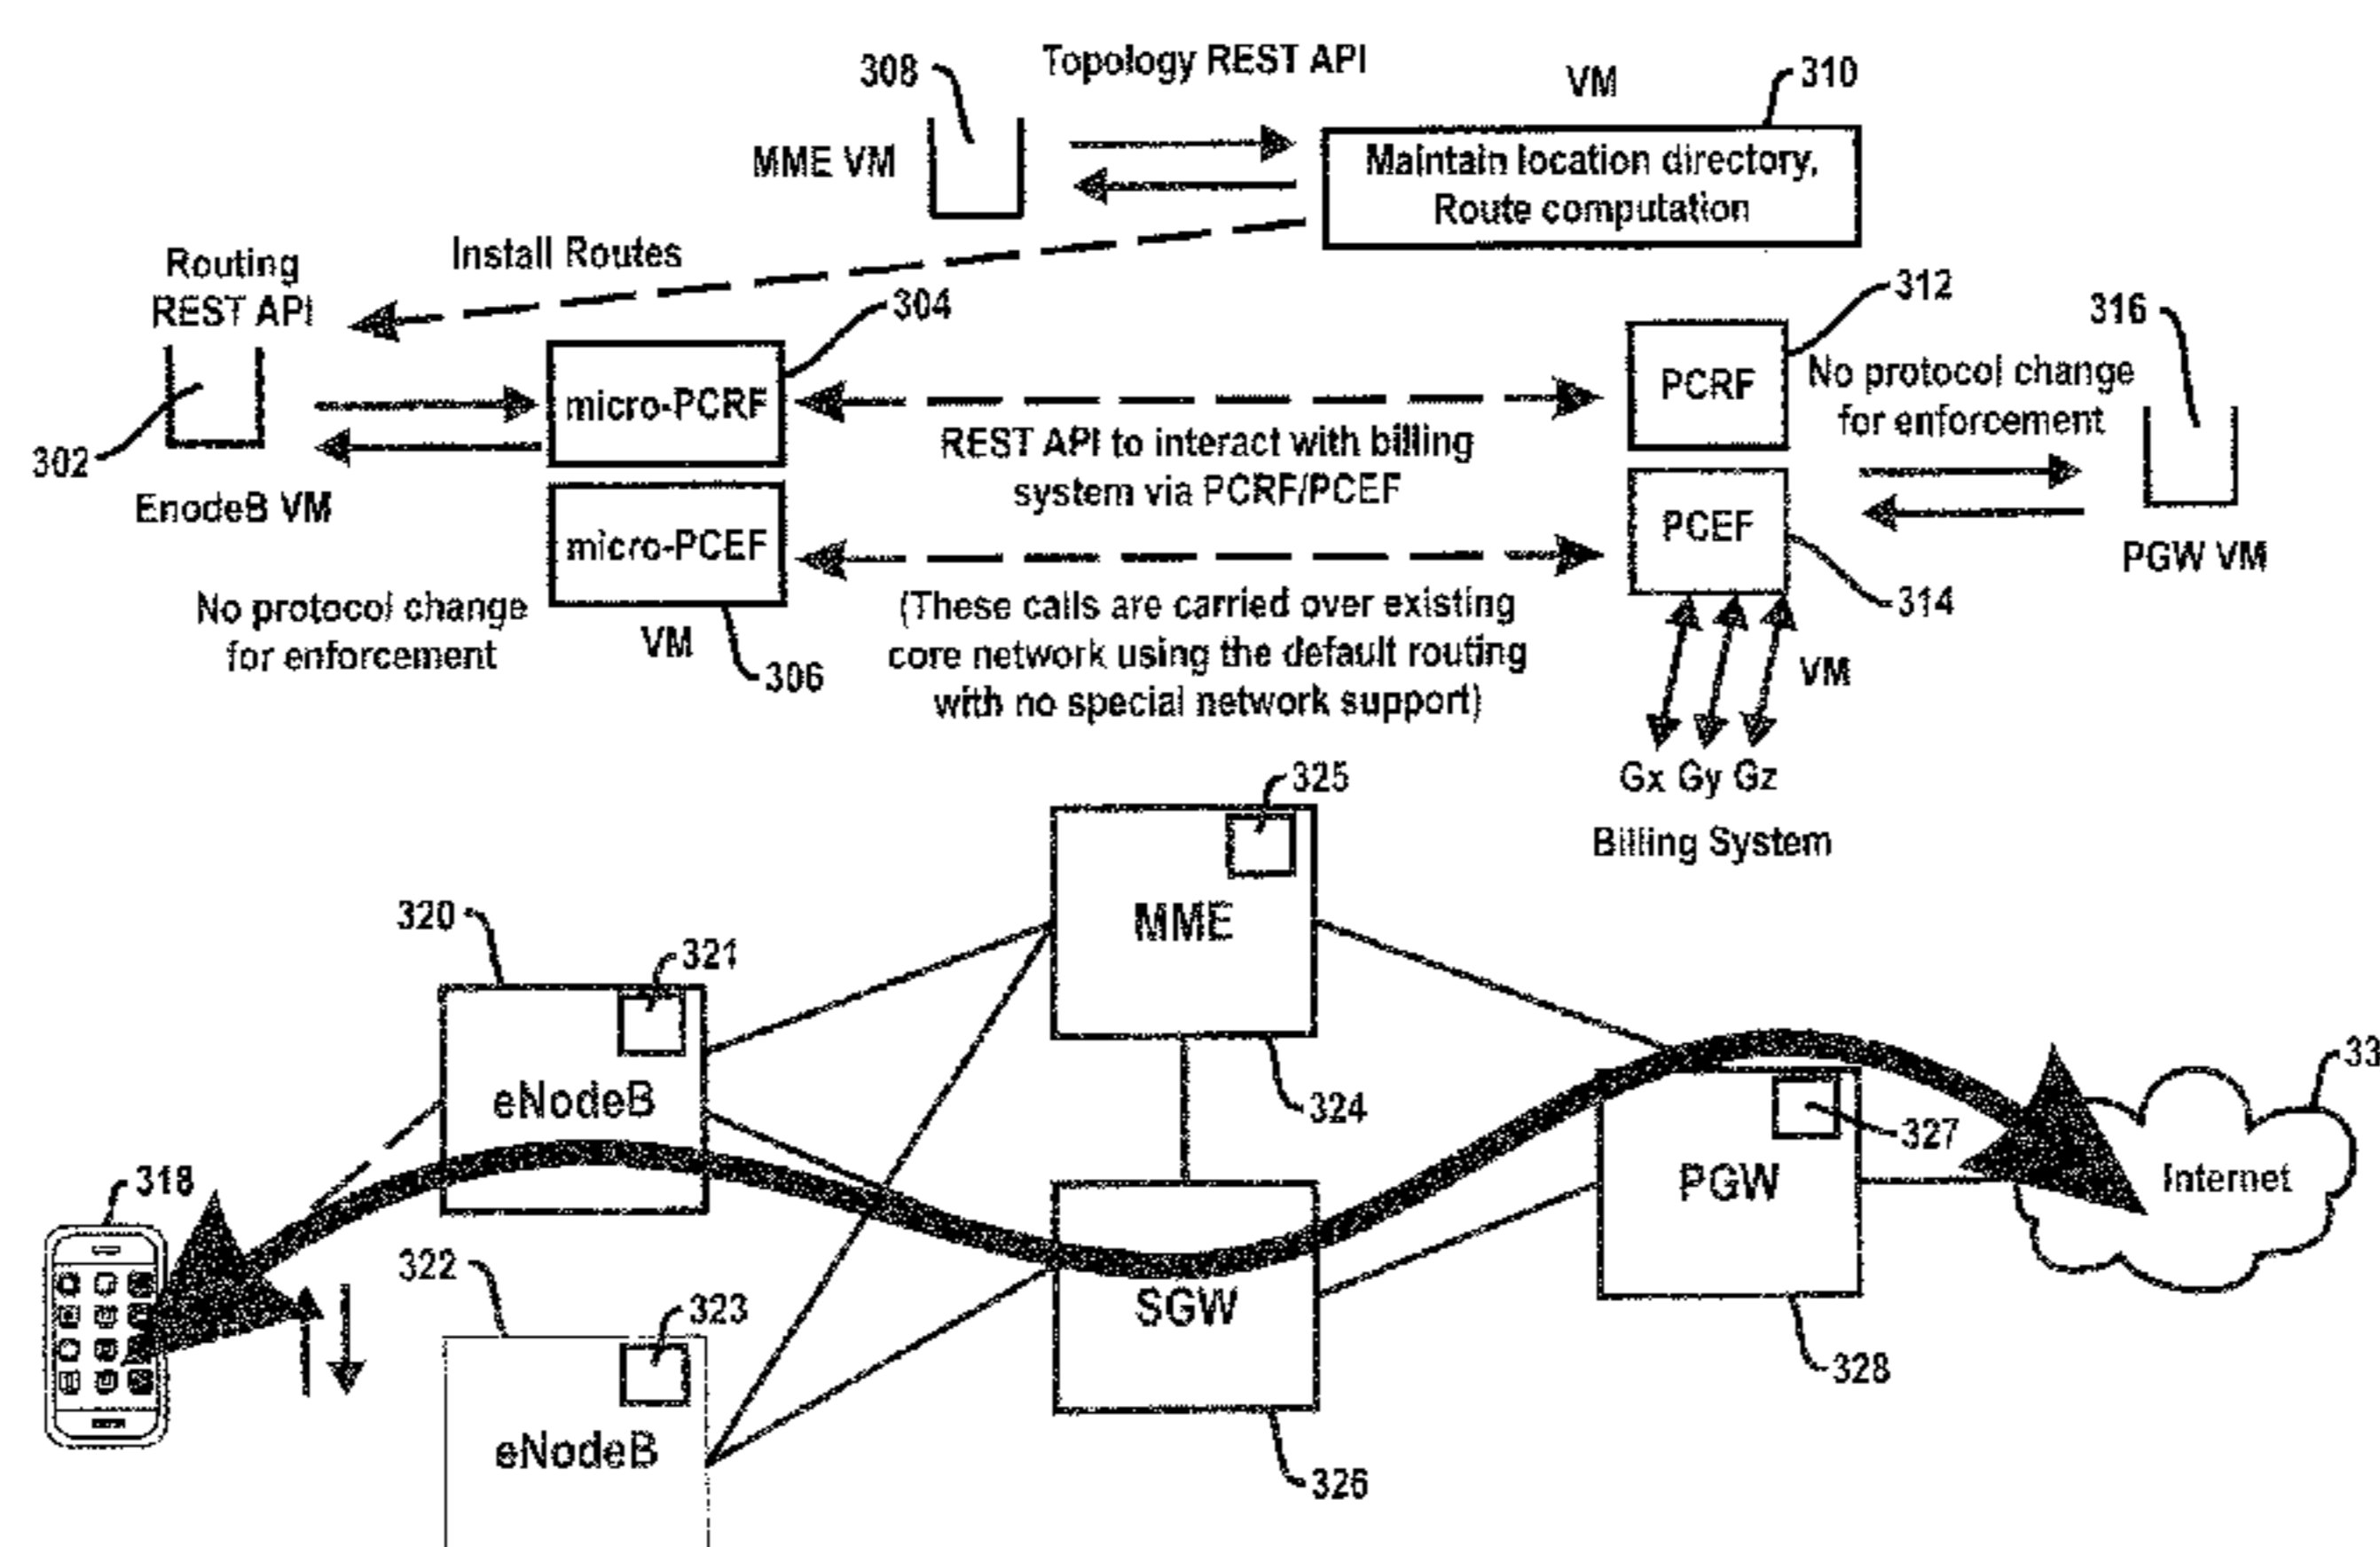 308
Topology REST API
VM
310
MME VM
Maintain location directory,
Route computation
Install Routes
Routing
REST API
304
312
316
302
micro-PCRF
PCRF
No protocol change
for enforcement
REST API to interact with billing
system via PCRF/PCEF
EnodeB VM
micro-PCEF
PCEF
PGW VM
314
No protocol change
for enforcement
VM
306
(These calls are carried over existing
core network using the default routing
with no special network support)
VM
Gx Gy Gz
Billing System
325
MME
320
321
eNodeB
324
33
327
PGW
Internet
318
322
323
SGW
328
eNodeB
326